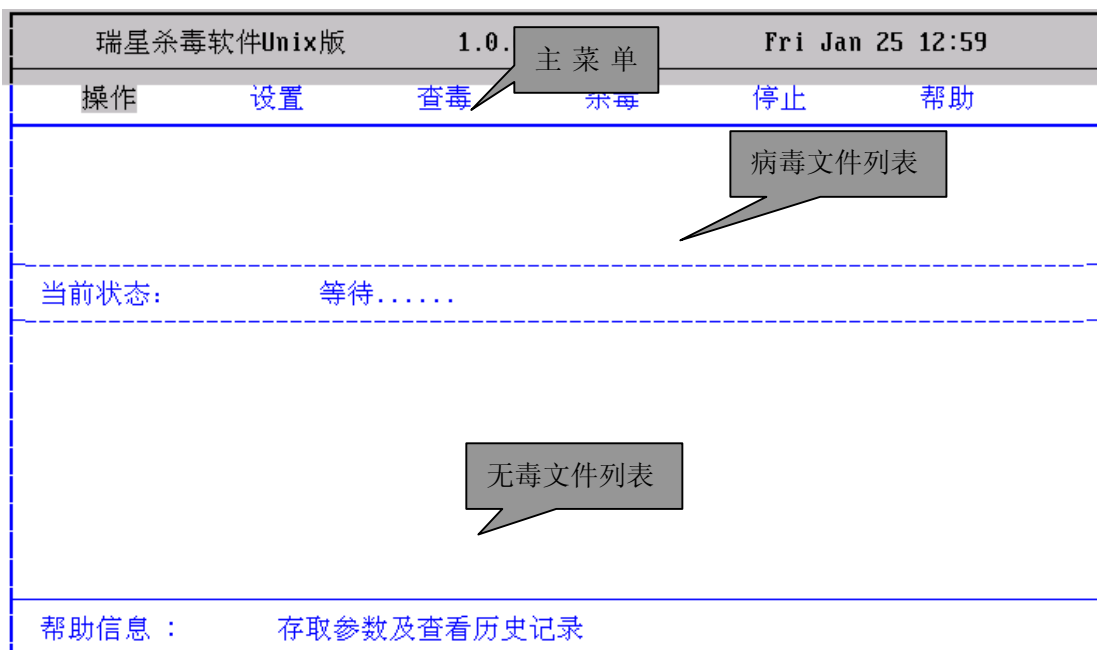 瑞星杀毒软件Unix版 1.0. Fri Jan 25 12:59
主 菜 单
操作 设置 查毒 杀毒 停止 帮助
病毒文件列表
当前状态: 等待......
无毒文件列表
帮助信息 : 存取参数及查看历史记录